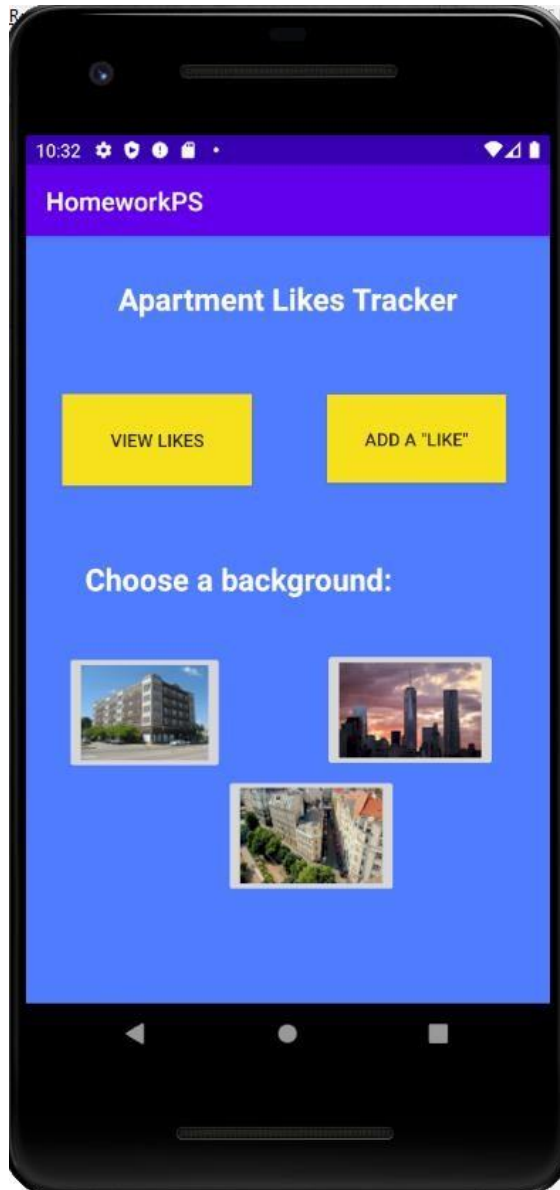 10:32
HomeworkPS
Apartment Likes Tracker
VIEW LIKES
ADD A "LIKE"
Choose a background: